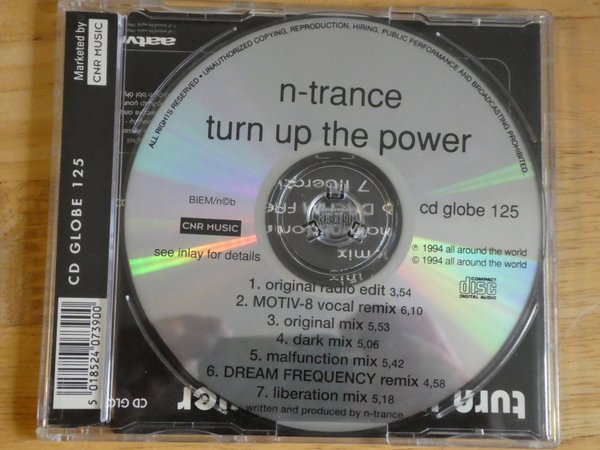 Marketed by
CNR MUSIC
CD GLOBE 125
5 018524 073900
ALL RIGHTS RESERVED • UNAUTHORIZED COPYING, REPRODUCTION, HIRING, PUBLIC PERFORMANCE AND BROADCASTING PROHIBITED.
n-trance
turn up the power
BIEM/n©b
CNR MUSIC
cd globe 125
see inlay for details
℗ 1994 all around the world
© 1994 all around the world
COMPACT
disc
DIGITAL AUDIO
1. original radio edit 3,54
2. MOTIV-8 vocal remix 6,10
3. original mix 5,53
4. dark mix 5,06
5. malfunction mix 5,42
6. DREAM FREQUENCY remix 4,58
7. liberation mix 5,18
written and produced by n-trance
turn
CD GLO